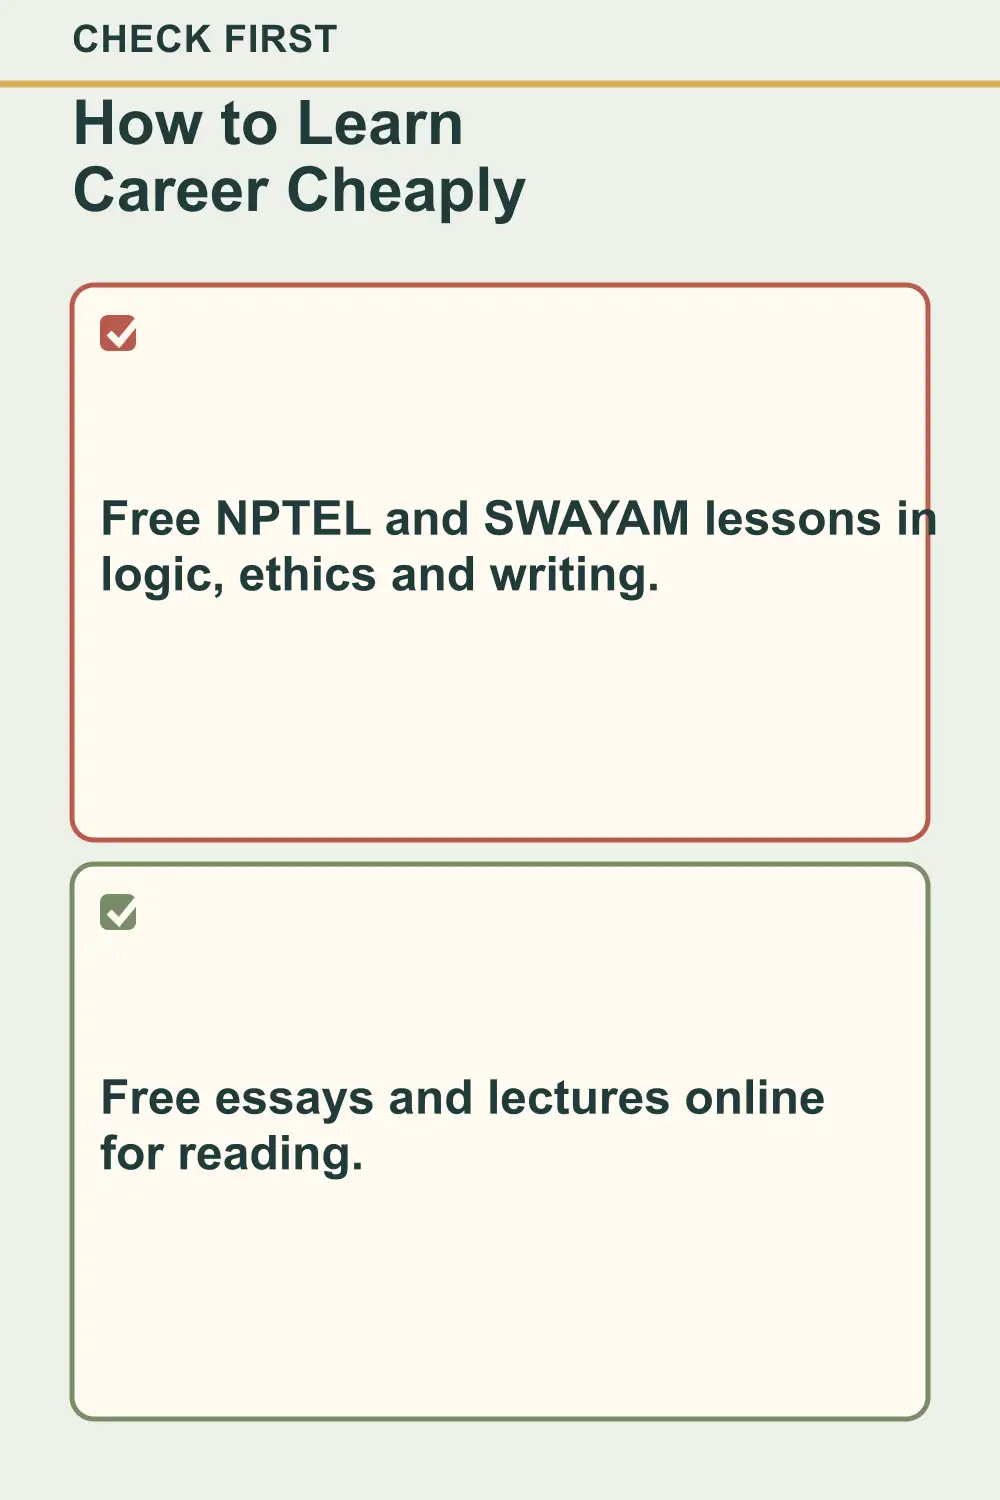 CHECK FIRST
How to Learn
Career Cheaply
Free NPTEL and SWAYAM lessons in
logic, ethics and writing.
Free essays and lectures online
for reading.